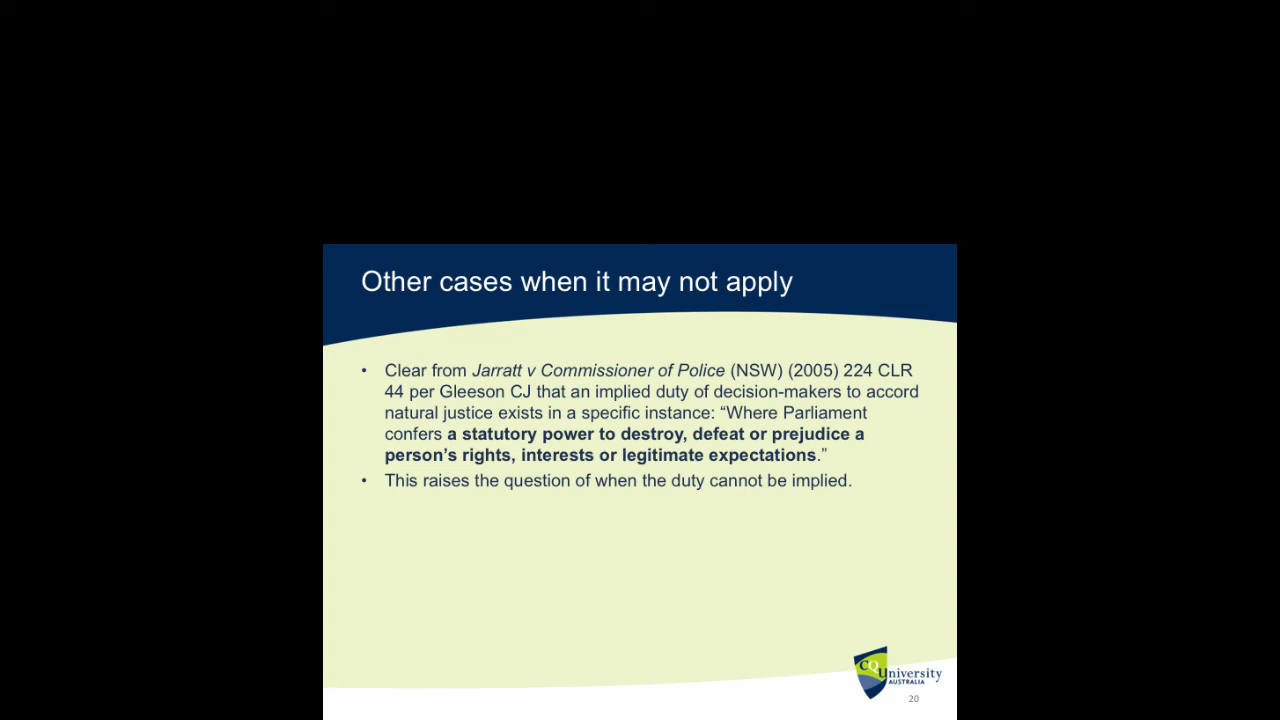 Other cases when it may not apply
• Clear from Jarratt v Commissioner of Police (NSW) (2005) 224 CLR
44 per Gleeson CJ that an implied duty of decision-makers to accord
natural justice exists in a specific instance: “Where Parliament
confers a statutory power to destroy, defeat or prejudice a
person’s rights, interests or legitimate expectations.”
• This raises the question of when the duty cannot be implied.
CQUniversity
AUSTRALIA
20